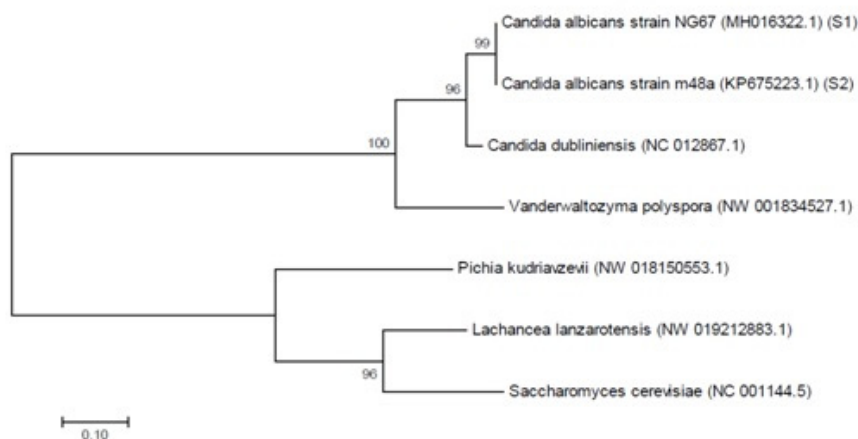 Candida albicans strain NG67 (MH016322.1) (S1)
99
Candida albicans strain m48a (KP675223.1) (S2)
96
Candida dubliniensis (NC 012867.1)
100
Vanderwaltozyma polyspora (NW 001834527.1)
Pichia kudriavzevii (NW 018150553.1)
Lachancea lanzarotensis (NW 019212883.1)
96
Saccharomyces cerevisiae (NC 001144.5)
0.10